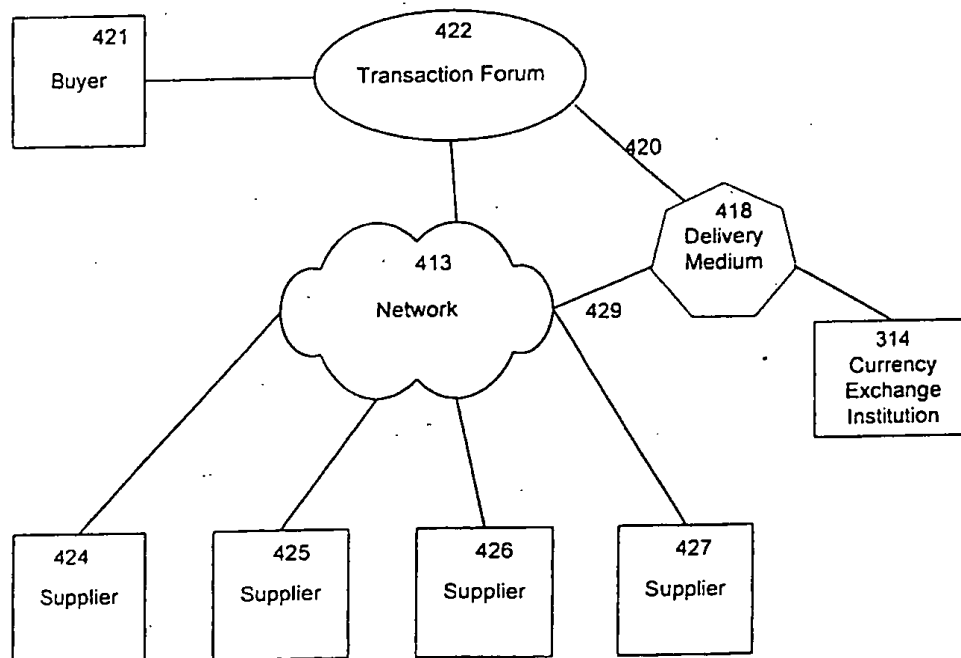 421
Buyer
422
Transaction Forum
420
418
Delivery
Medium
413
Network
429
314
Currency
Exchange
Institution
424
Supplier
425
Supplier
426
Supplier
427
Supplier